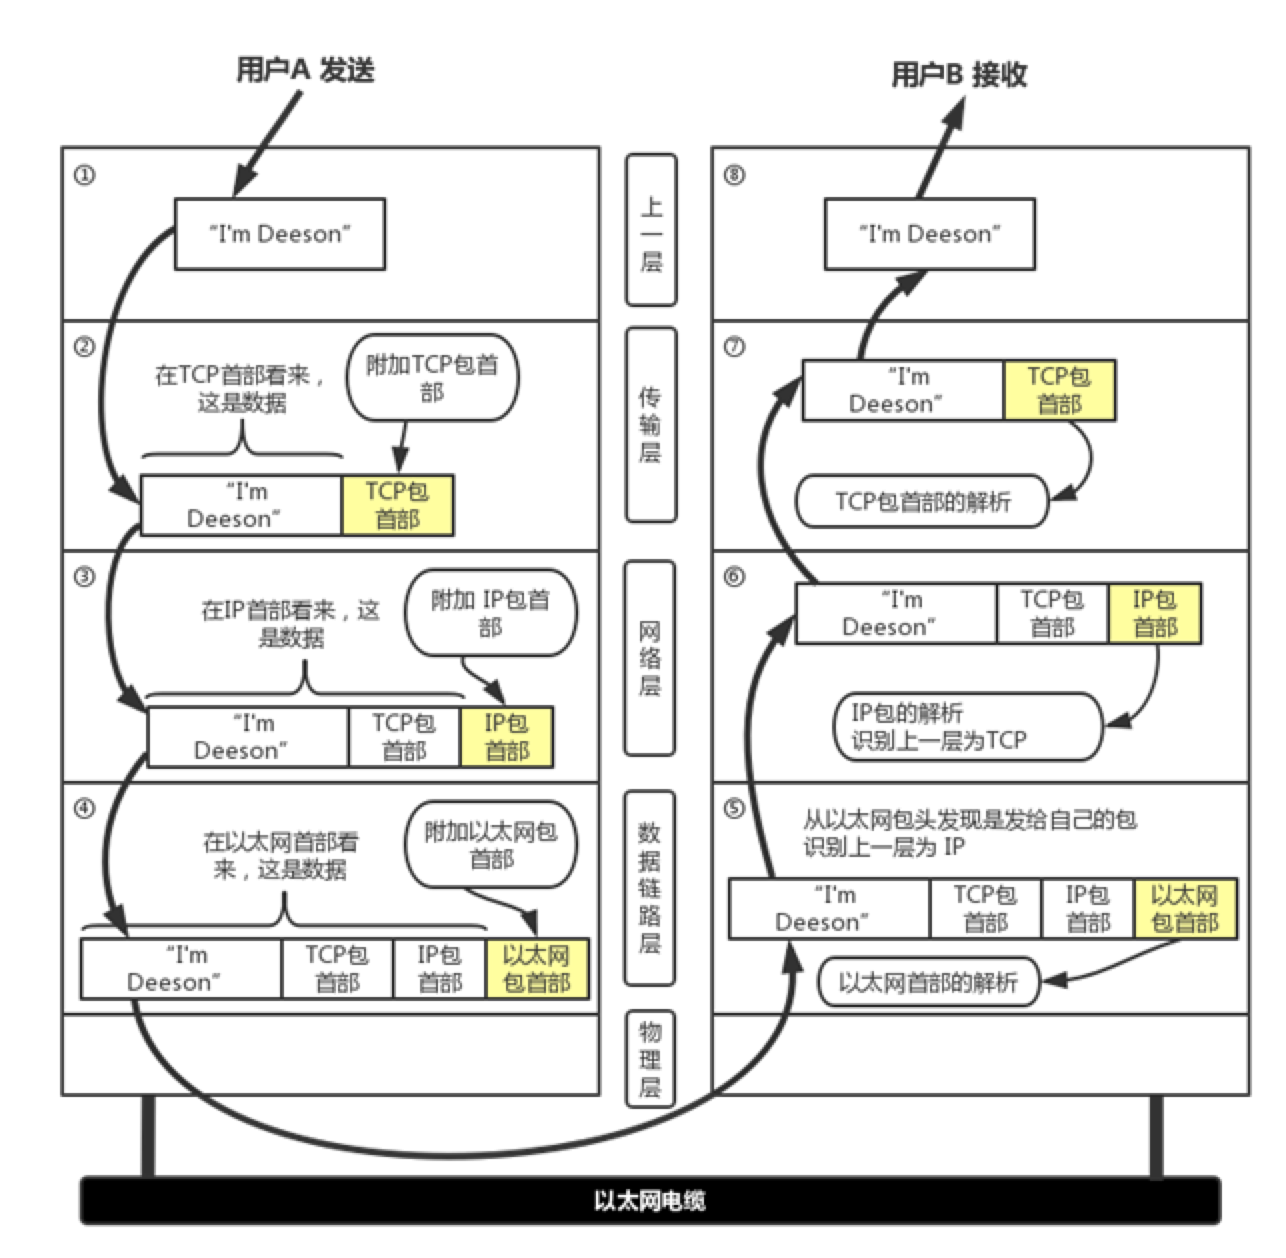 用户A 发送
用户B 接收
①
“I'm Deeson”
上
一
层
⑧
“I'm Deeson”
②
在TCP首部看来，
这是数据
附加TCP包首
部
“I'm
Deeson”
TCP包
首部
传
输
层
⑦
“I'm
Deeson”
TCP包
首部
TCP包首部的解析
③
在IP首部看来，这
是数据
附加 IP包首
部
“I'm
Deeson”
TCP包
首部
IP包
首部
网
络
层
⑥
“I'm
Deeson”
TCP包
首部
IP包
首部
IP包的解析
识别上一层为TCP
④
在以太网首部看
来，这是数据
附加以太网包
首部
“I'm
Deeson”
TCP包
首部
IP包
首部
以太网
包首部
数
据
链
路
层
⑤
从以太网包头发现是发给自己的包
识别上一层为 IP
“I'm
Deeson”
TCP包
首部
IP包
首部
以太网
包首部
以太网首部的解析
物
理
层
以太网电缆